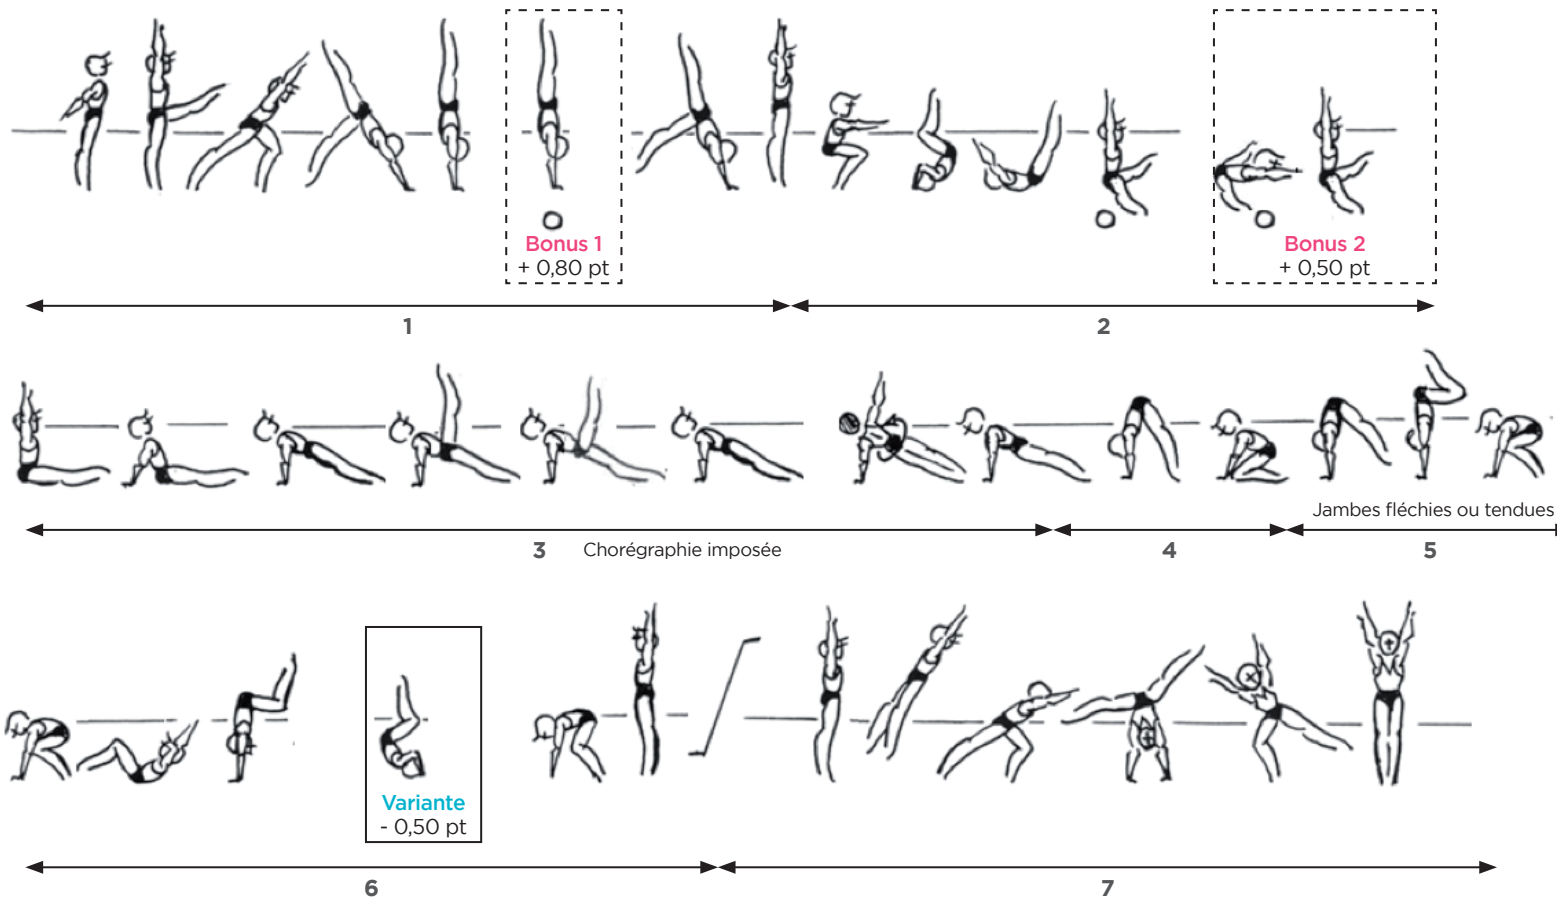 Bonus 1
+ 0,80 pt
Bonus 2
+ 0,50 pt
1
2
Jambes fléchies ou tendues
3
Chorégraphie imposée
4
5
Variante
- 0,50 pt
6
7